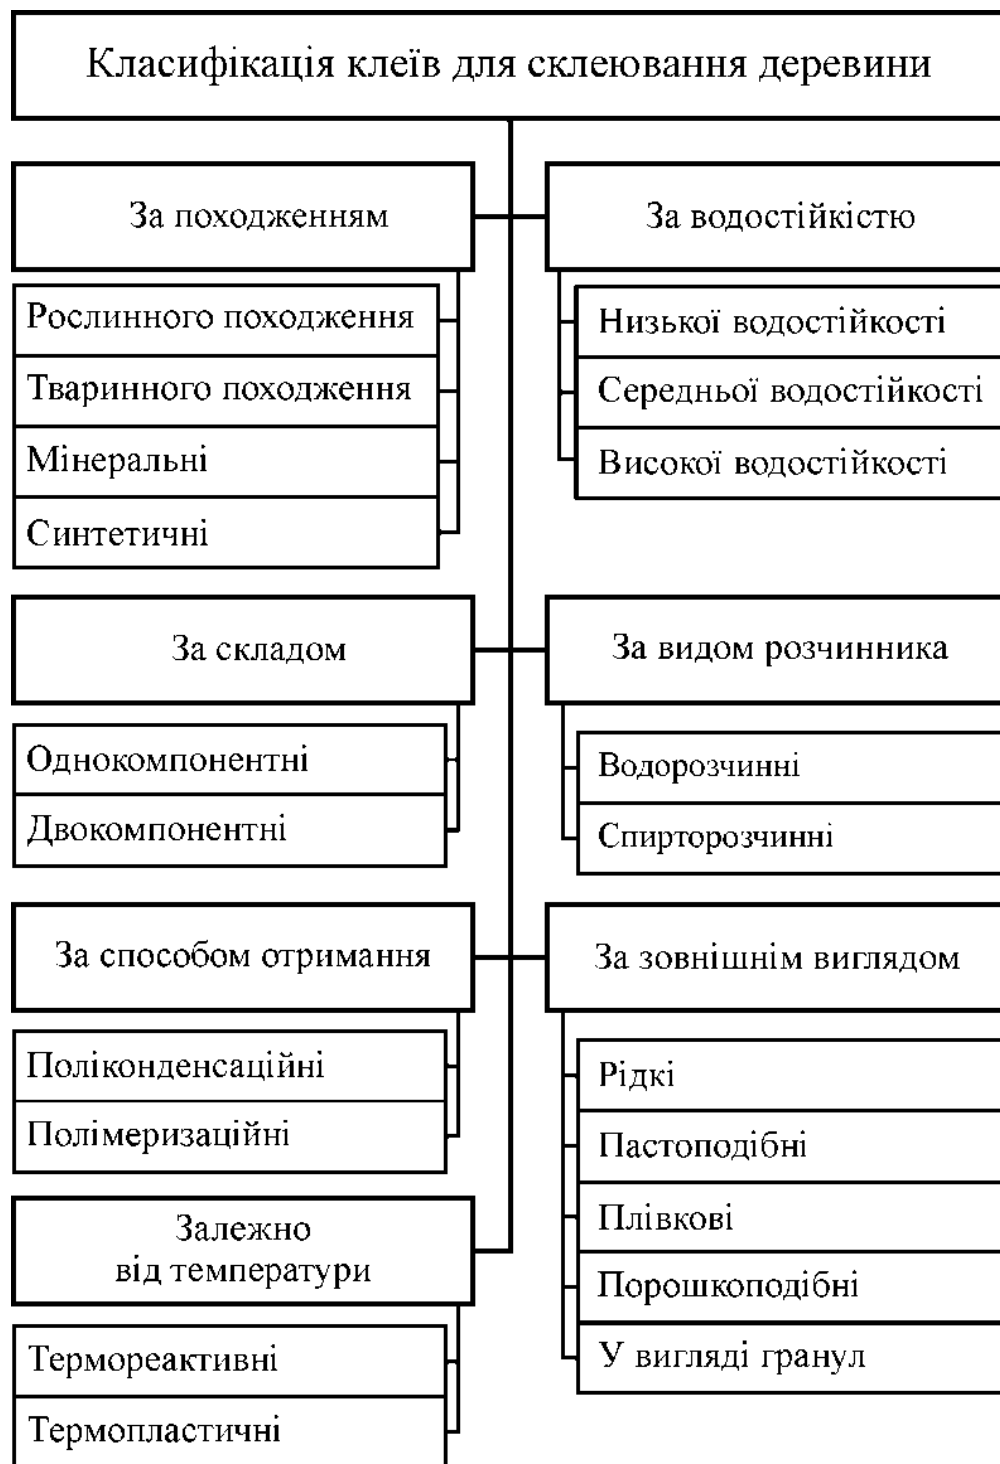 Класифікація клеїв для склеювання деревини
За походженням
Рослинного походження
Тваринного походження
Мінеральні
Синтетичні
За водостійкістю
Низької водостійкості
Середньої водостійкості
Високої водостійкості
За складом
Однокомпонентні
Двокомпонентні
За видом розчинника
Водорозчинні
Спирторозчинні
За способом отримання
Поліконденсаційні
Полімеризаційні
За зовнішнім виглядом
Рідкі
Пастоподібні
Плівкові
Порошкоподібні
У вигляді гранул
Залежно
від температури
Термореактивні
Термопластичні